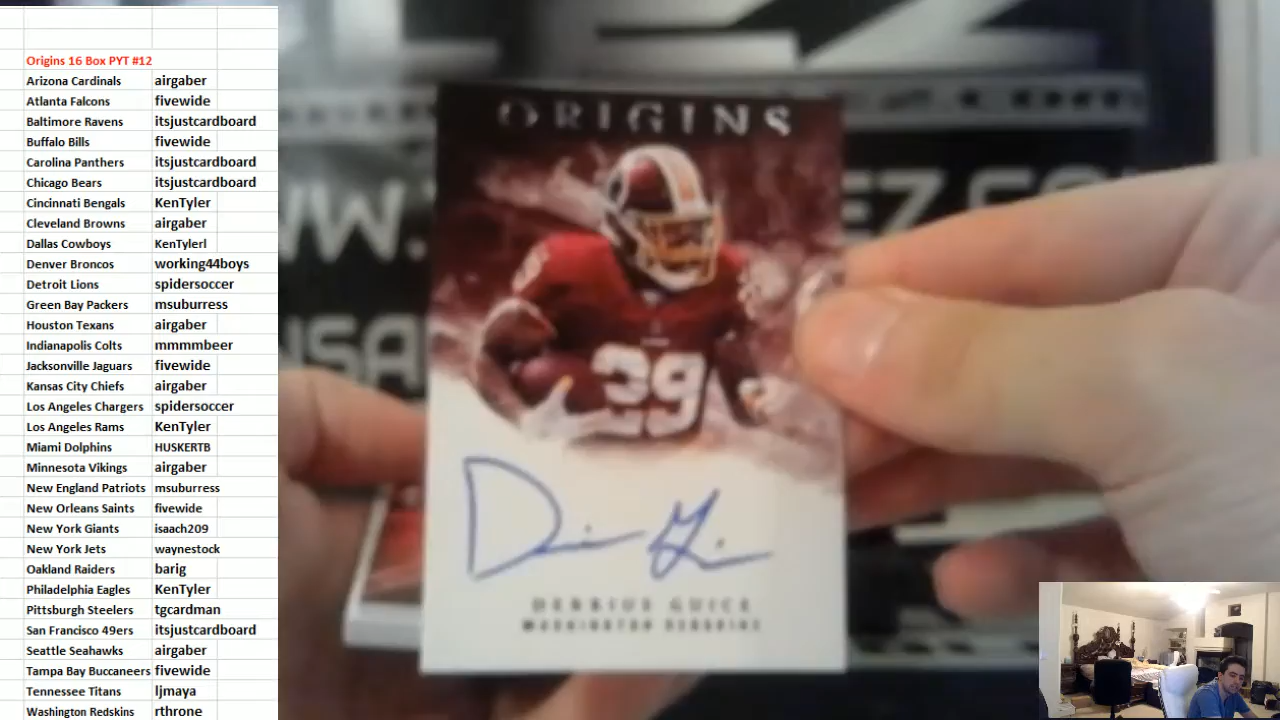 Origins 16 Box PYT #12
Arizona Cardinals airgaber
Atlanta Falcons fivewide
Baltimore Ravens itsjustcardboard
Buffalo Bills fivewide
Carolina Panthers itsjustcardboard
Chicago Bears itsjustcardboard
Cincinnati Bengals KenTyler
Cleveland Browns airgaber
Dallas Cowboys KenTylerl
Denver Broncos working44boys
Detroit Lions spidersoccer
Green Bay Packers msuburress
Houston Texans airgaber
Indianapolis Colts mmmmbeer
Jacksonville Jaguars fivewide
Kansas City Chiefs airgaber
Los Angeles Chargers spidersoccer
Los Angeles Rams KenTyler
Miami Dolphins HUSKERTB
Minnesota Vikings airgaber
New England Patriots msuburress
New Orleans Saints fivewide
New York Giants isaach209
New York Jets waynestock
Oakland Raiders barig
Philadelphia Eagles KenTyler
Pittsburgh Steelers tgcardman
San Francisco 49ers itsjustcardboard
Seattle Seahawks airgaber
Tampa Bay Buccaneers fivewide
Tennessee Titans ljmaya
Washington Redskins rthrone
ORIGINS
29
DERRIUS GUICE
WASHINGTON REDSKINS